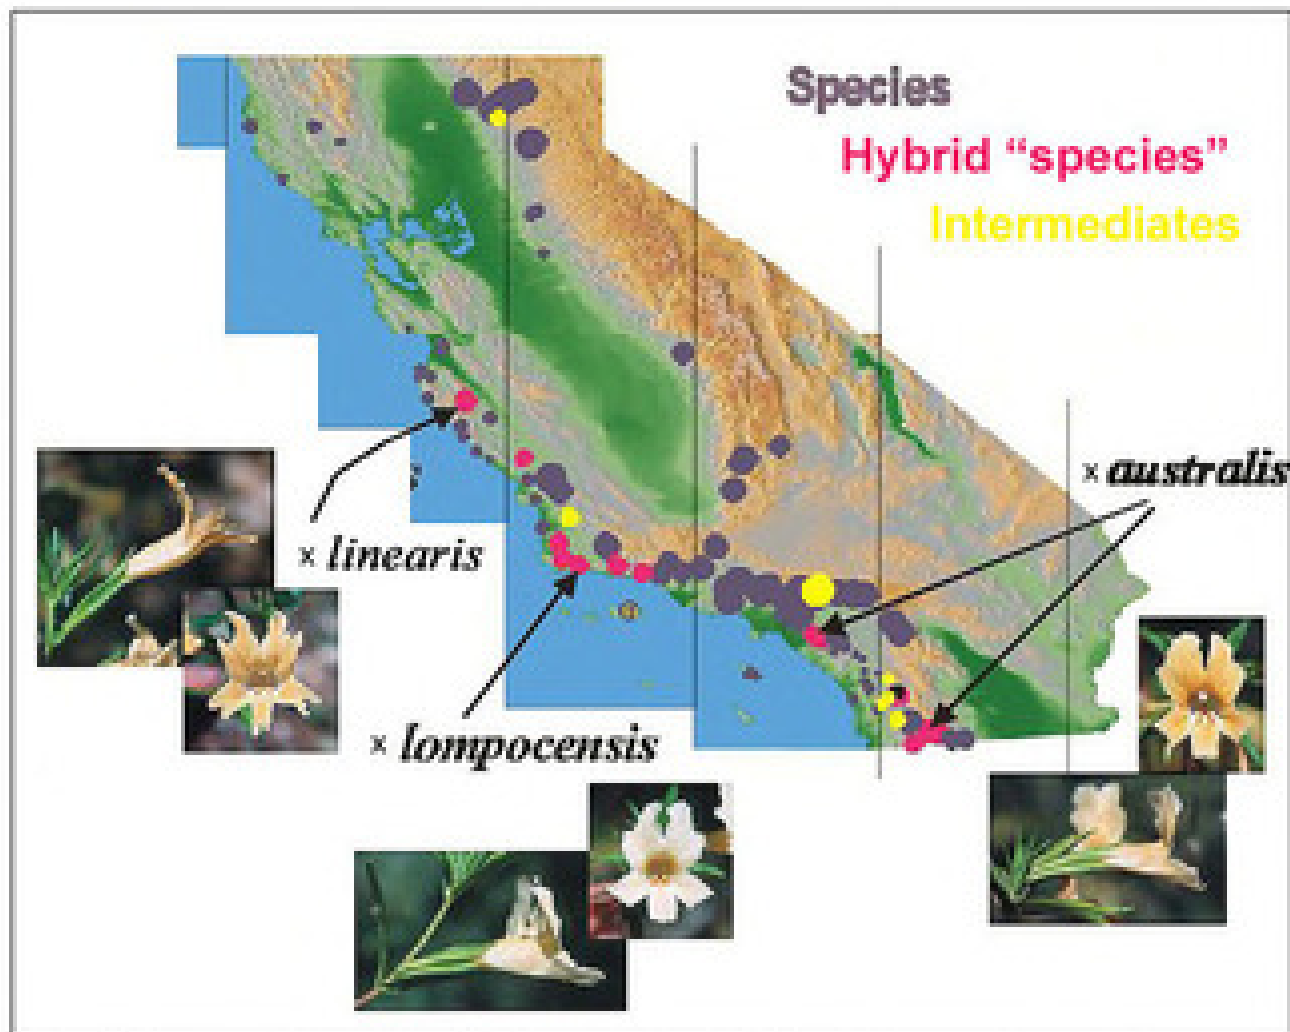 Species
Hybrid “species”
Intermediates
× australis
× linearis
× lompocensis